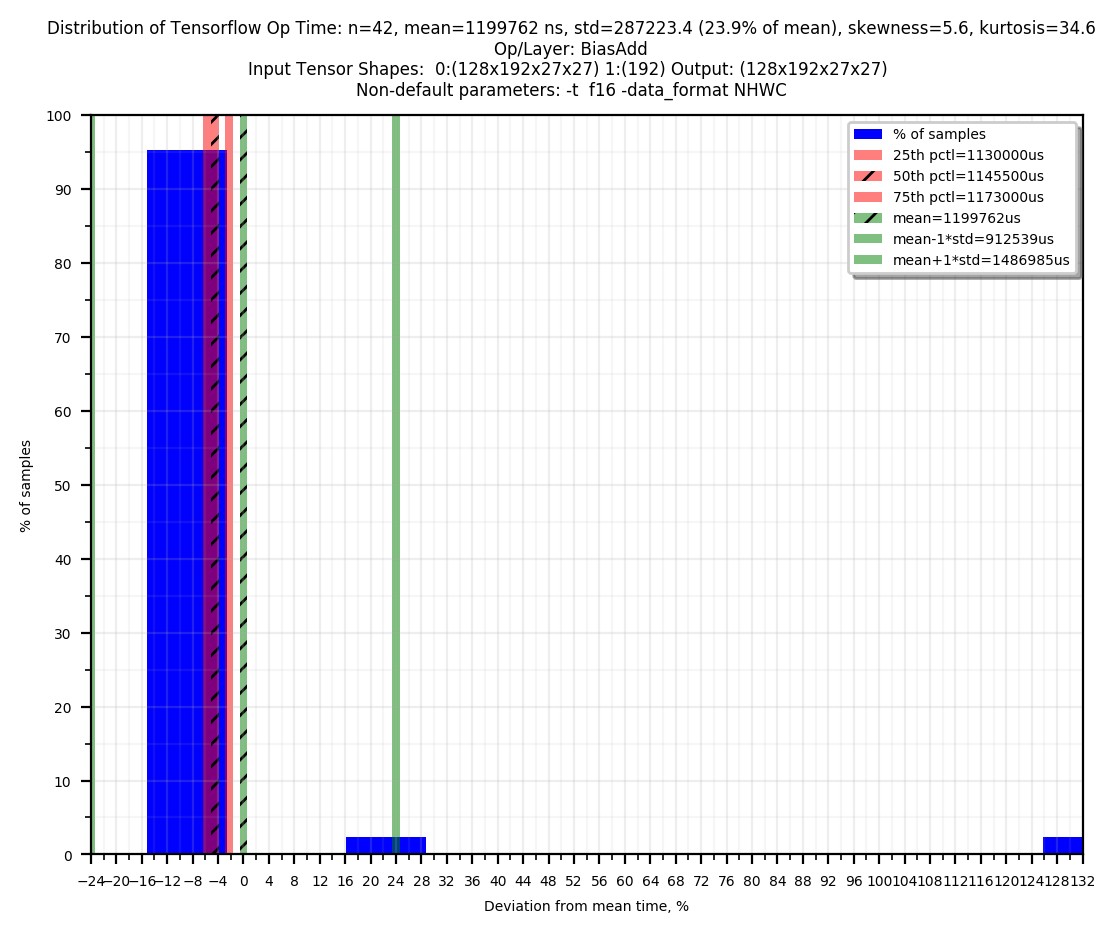 Distribution of Tensorflow Op Time: n=42, mean=1199762 ns, std=287223.4 (23.9% of mean), skewness=5.6, kurtosis=34.6
Op/Layer: BiasAdd
Input Tensor Shapes:  0:(128x192x27x27) 1:(192) Output: (128x192x27x27)
Non-default parameters: -t  f16 -data_format NHWC
% of samples
25th pctl=1130000us
50th pctl=1145500us
75th pctl=1173000us
mean=1199762us
mean-1*std=912539us
mean+1*std=1486985us
100
90
80
70
60
50
40
30
20
10
0
% of samples
−24 −20 −16 −12 −8 −4 0 4 8 12 16 20 24 28 32 36 40 44 48 52 56 60 64 68 72 76 80 84 88 92 96 100 104 108 112 116 120 124 128 132
Deviation from mean time, %